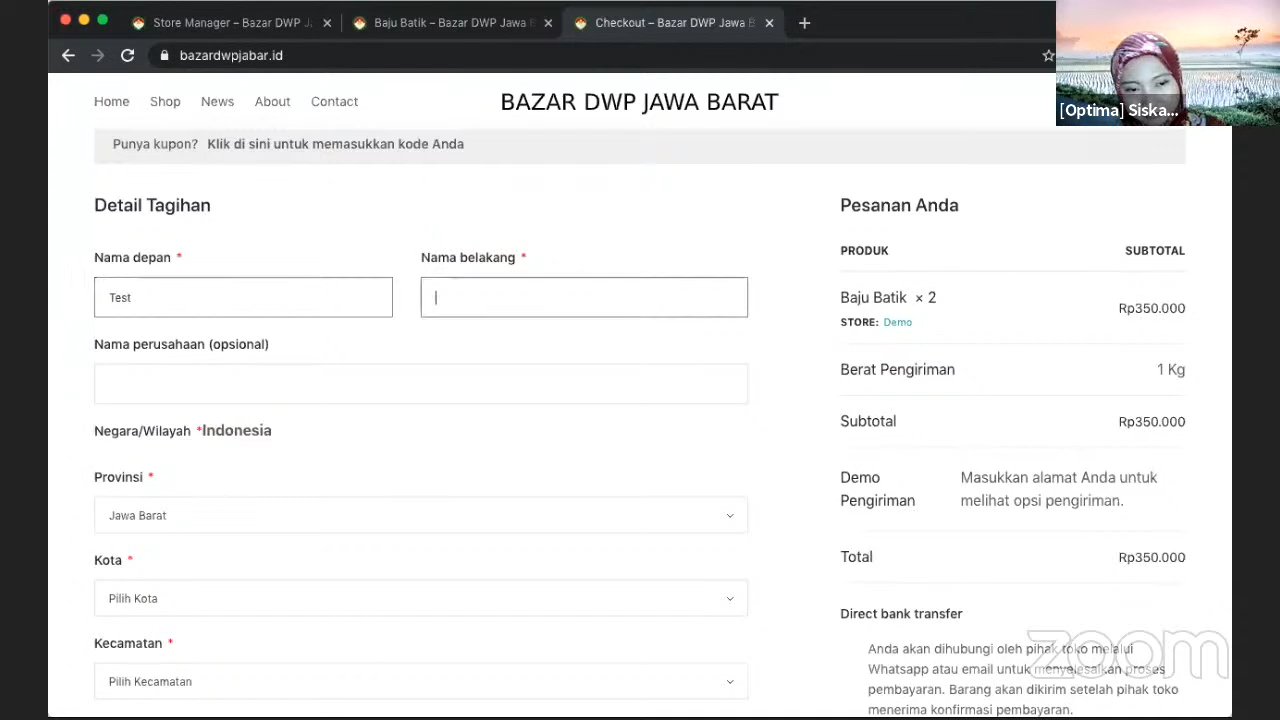 Store Manager – Bazar DWP J
Baju Batik – Bazar DWP Jawa B
Checkout – Bazar DWP Jawa B
bazardwpjabar.id
[Optima] Siska...
Home
Shop
News
About
Contact
BAZAR DWP JAWA BARAT
Punya kupon? Klik di sini untuk memasukkan kode Anda
Detail Tagihan
Nama depan *
Nama belakang *
Test
Nama perusahaan (opsional)
Negara/Wilayah *Indonesia
Provinsi *
Jawa Barat
Kota *
Pilih Kota
Kecamatan *
Pilih Kecamatan
Pesanan Anda
PRODUK SUBTOTAL
Baju Batik × 2 Rp350.000
STORE: Demo
Berat Pengiriman 1 Kg
Subtotal Rp350.000
Demo Pengiriman
Masukkan alamat Anda untuk
melihat opsi pengiriman.
Total Rp350.000
Direct bank transfer
Anda akan dihubungi oleh pihak toko melalui
Whatsapp atau email untuk menyelesaikan proses
pembayaran. Barang akan dikirim setelah pihak toko
menerima konfirmasi pembayaran.
zoom